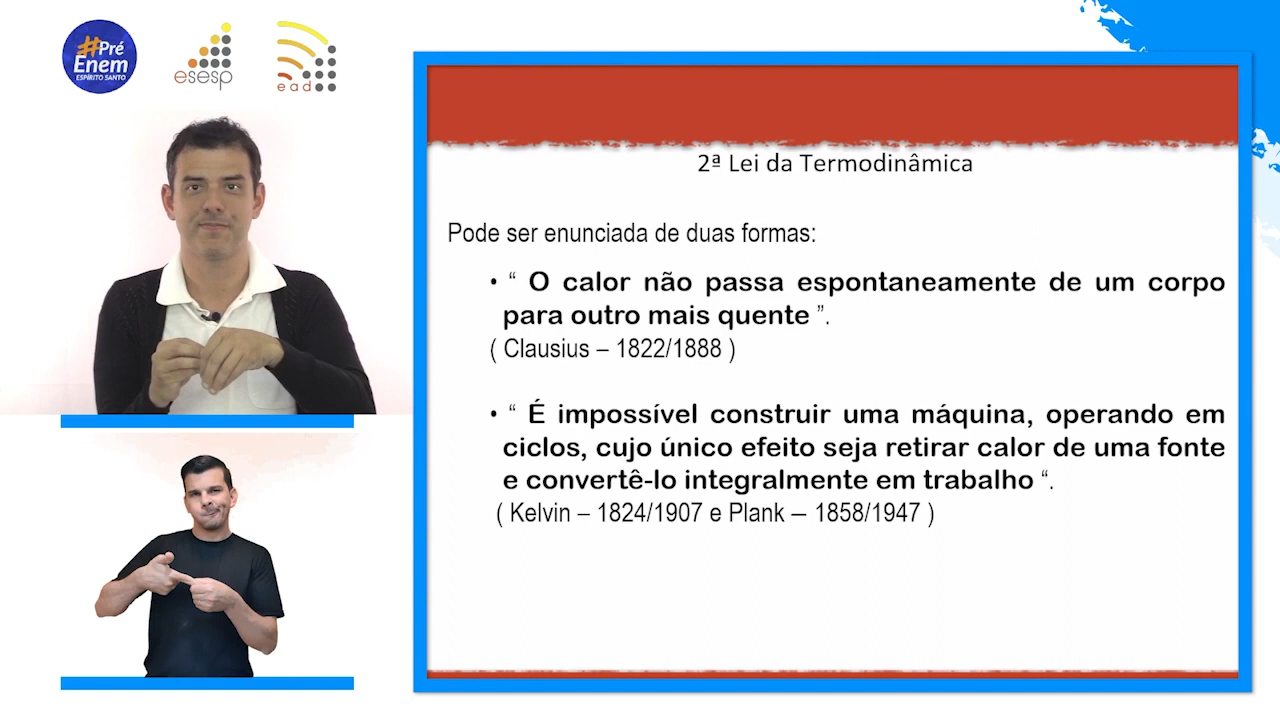 #Pré
Enem
ESPÍRITO SANTO
esesp
ead
2ª Lei da Termodinâmica
Pode ser enunciada de duas formas:
• “ O calor não passa espontaneamente de um corpo
para outro mais quente ”.
( Clausius – 1822/1888 )
• “ É impossível construir uma máquina, operando em
ciclos, cujo único efeito seja retirar calor de uma fonte
e convertê-lo integralmente em trabalho “.
( Kelvin – 1824/1907 e Plank – 1858/1947 )